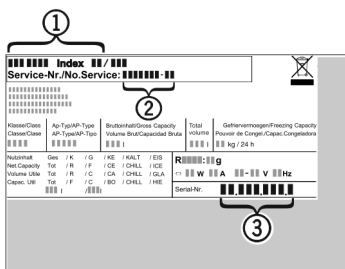 1
Index /
Service-Nr./No.Service: -
2
Klasse/Class Ap-Typ/AP-Type Bruttoinhalt/Gross Capacity Total Gefriervermoegen/Freezing Capacity
Classe/Clase AP-Type/AP-Tipo Volume Brut/Capacidad Bruta volume Pouvoir de Congel./Capac.Congeladora
l l kg / 24 h
Nutzinhalt Ges / K / G / KE / KALT / EIS
Net.Capacity Tot / R / F / CE / CHILL / ICE
Volume Utile Tot / R / C / CA / CHILL / GLA
Capac. Util Tot / F / C / BO / CHILL / HIE
l / l
R : g
W A - V Hz
Serial-Nr. . . .
3